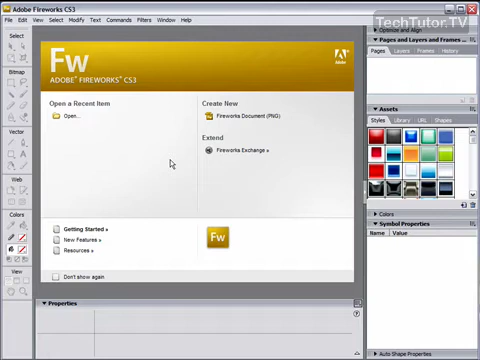 Adobe Fireworks CS3
TechTutor.TV
File Edit View Select Modify Text Commands Filters Window Help
Optimize and Align
Select
Pages and Layers and Frames ...
Pages Layers Frames History
Bitmap
Vector
Web
Colors
View
Fw
ADOBE® FIREWORKS® CS3
Adobe
Open a Recent Item
Open...
Create New
Fireworks Document (PNG)
Extend
Fireworks Exchange »
Getting Started »
New Features »
Resources »
Fw
Don't show again
Assets
Styles Library URL Shapes
Colors
Symbol Properties
Name Value
Properties
Auto Shape Properties